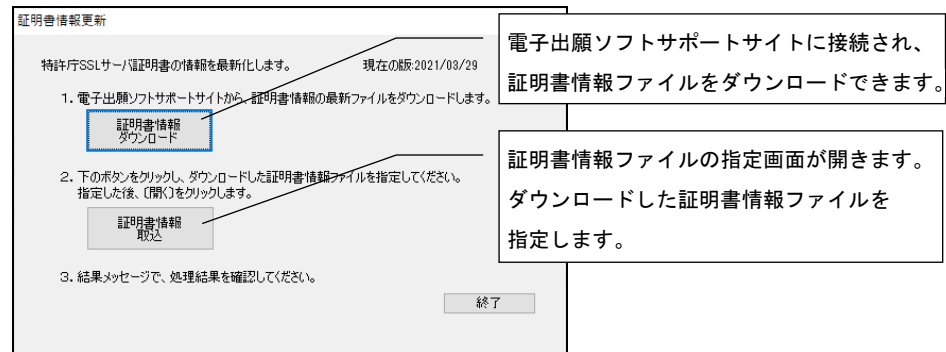 証明書情報更新
特許庁SSLサーバ証明書の情報を最新化します。 現在の版:2021/03/29
1. 電子出願ソフトサポートサイトから、証明書情報の最新ファイルをダウンロードします。
証明書情報
ダウンロード
2. 下のボタンをクリックし、ダウンロードした証明書情報ファイルを指定してください。
指定した後、〔開く〕をクリックします。
証明書情報
取込
3. 結果メッセージで、処理結果を確認してください。
終了
電子出願ソフトサポートサイトに接続され、
証明書情報ファイルをダウンロードできます。
証明書情報ファイルの指定画面が開きます。
ダウンロードした証明書情報ファイルを
指定します。